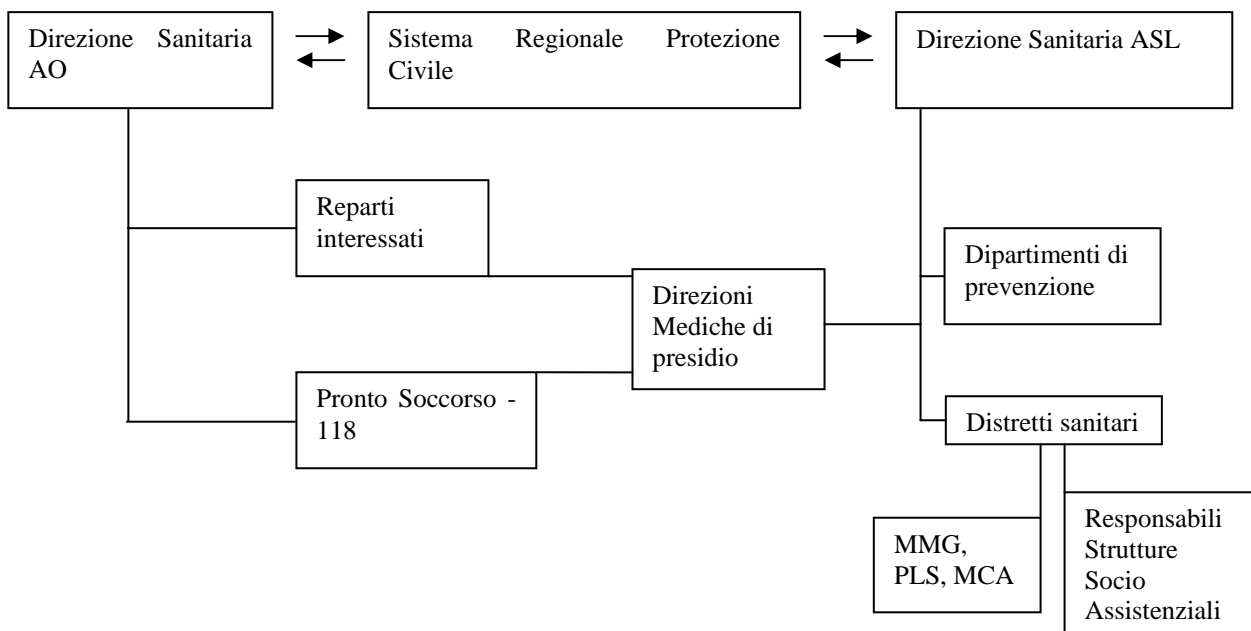 Direzione Sanitaria
AO
Sistema Regionale Protezione
Civile
Direzione Sanitaria ASL
Reparti
interessati
Dipartimenti di
prevenzione
Direzioni
Mediche di
presidio
Pronto Soccorso -
118
Distretti sanitari
MMG,
PLS, MCA
Responsabili
Strutture
Socio
Assistenziali